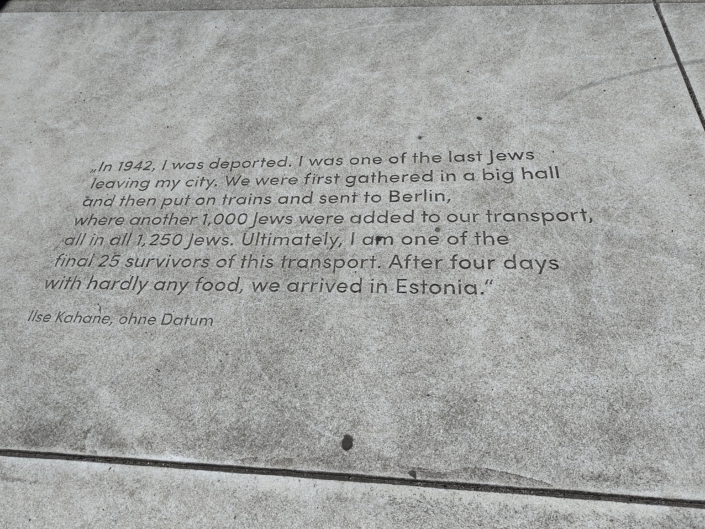 „In 1942, I was deported. I was one of the last Jews
leaving my city. We were first gathered in a big hall
and then put on trains and sent to Berlin,
where another 1,000 Jews were added to our transport,
all in all 1,250 Jews. Ultimately, I am one of the
final 25 survivors of this transport. After four days
with hardly any food, we arrived in Estonia.“
Ilse Kahane, ohne Datum